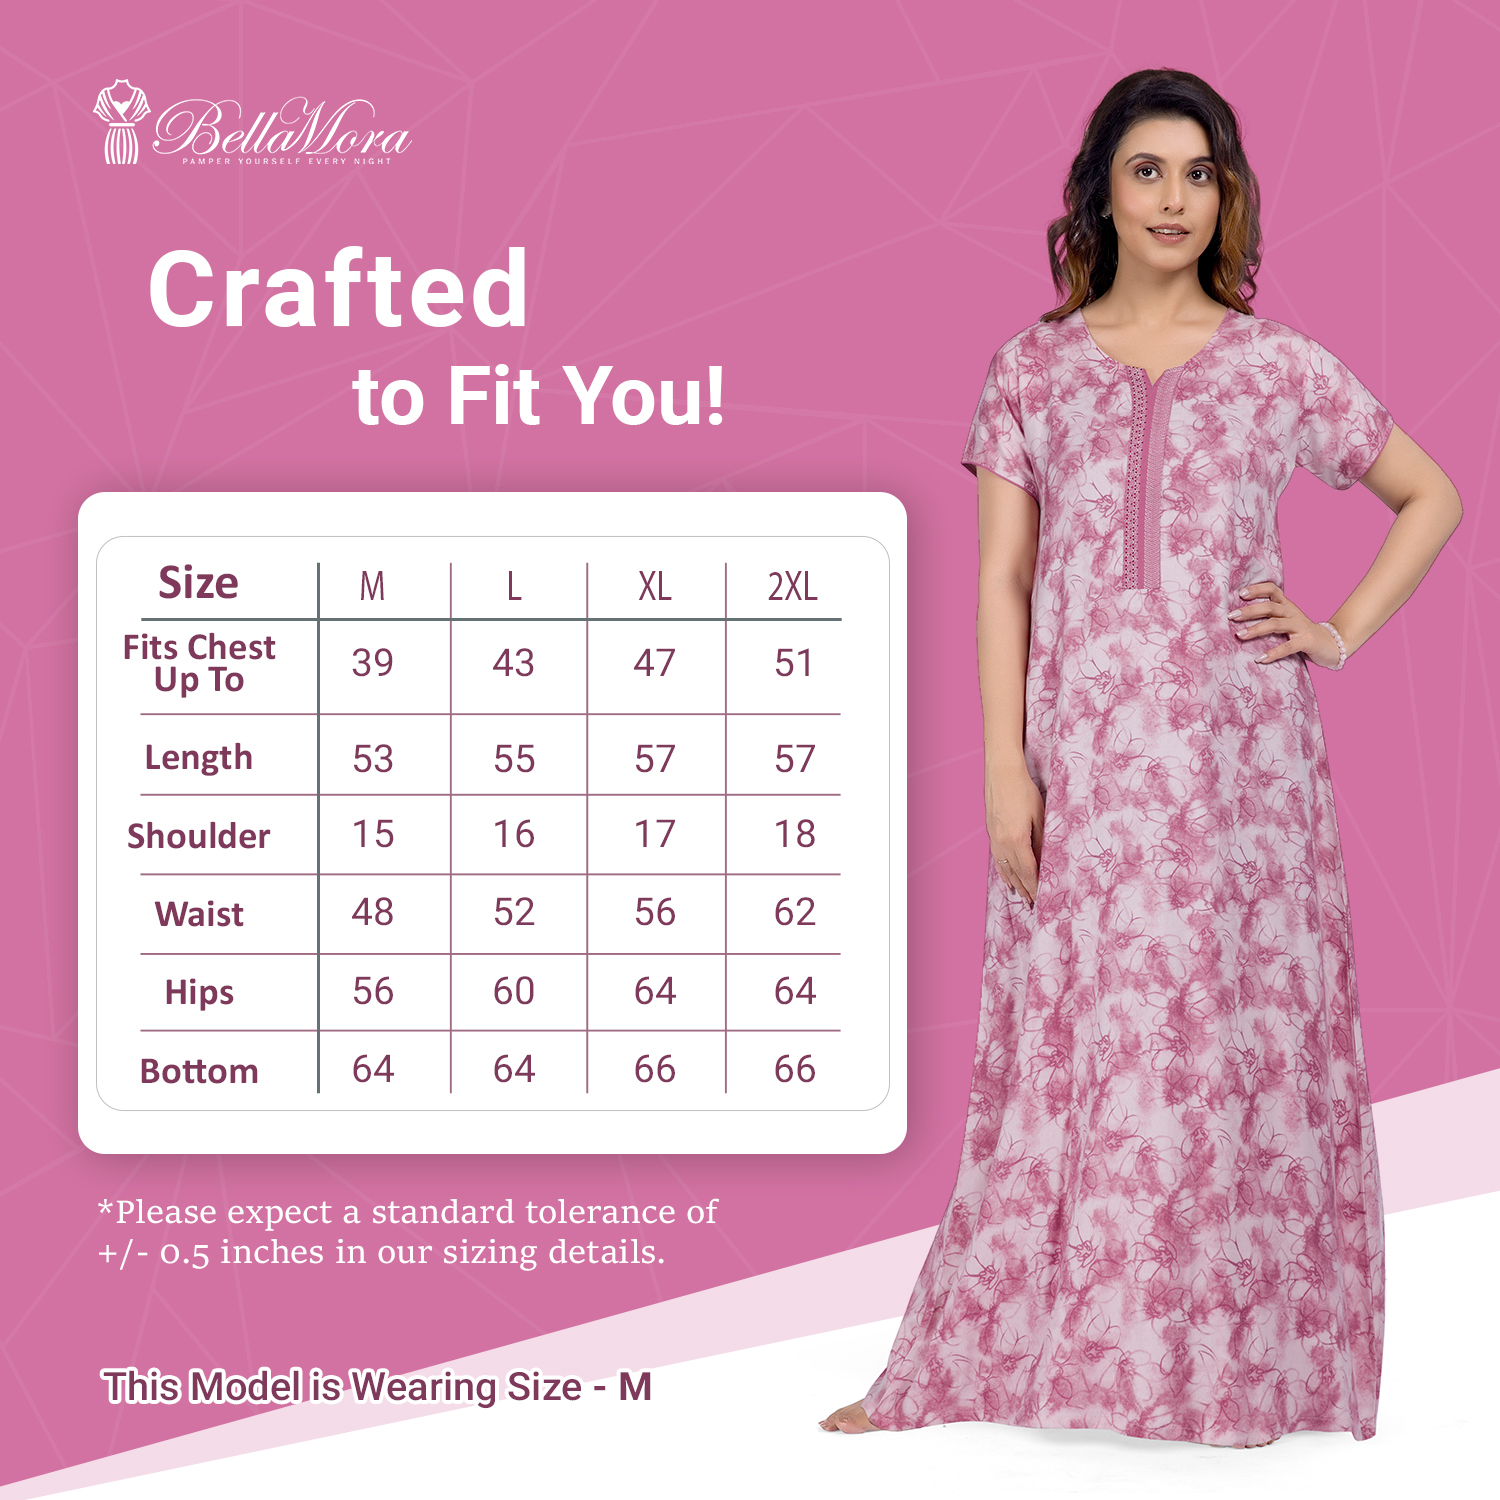 BellaMora
PAMPER YOURSELF EVERY NIGHT
Crafted
to Fit You!
Size M L XL 2XL
Fits Chest
Up To 39 43 47 51
Length 53 55 57 57
Shoulder 15 16 17 18
Waist 48 52 56 62
Hips 56 60 64 64
Bottom 64 64 66 66
*Please expect a standard tolerance of
+/- 0.5 inches in our sizing details.
This Model is Wearing Size - M